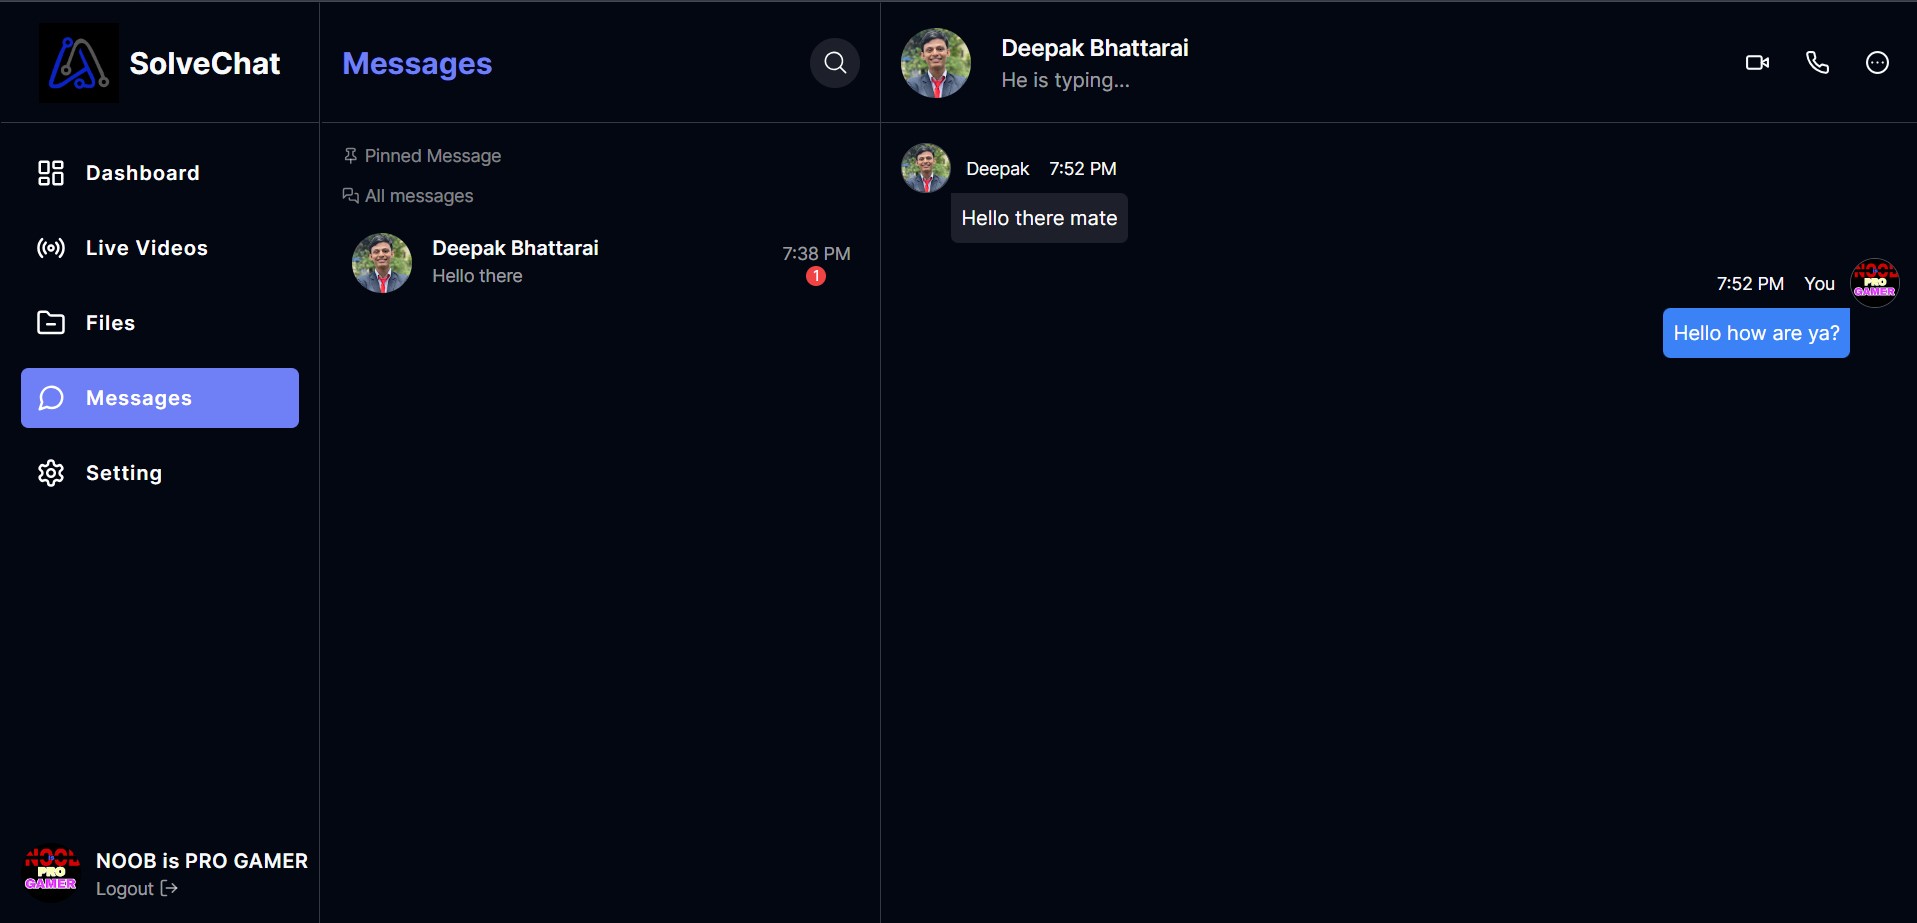 SolveChat
Dashboard
Live Videos
Files
Messages
Setting
NOOB is PRO GAMER
Logout
Messages
Pinned Message
All messages
Deepak Bhattarai
7:38 PM
Hello there
1
Deepak Bhattarai
He is typing...
Deepak 7:52 PM
Hello there mate
7:52 PM You
Hello how are ya?
NOOB
PRO
GAMER
NOOB
PRO
GAMER